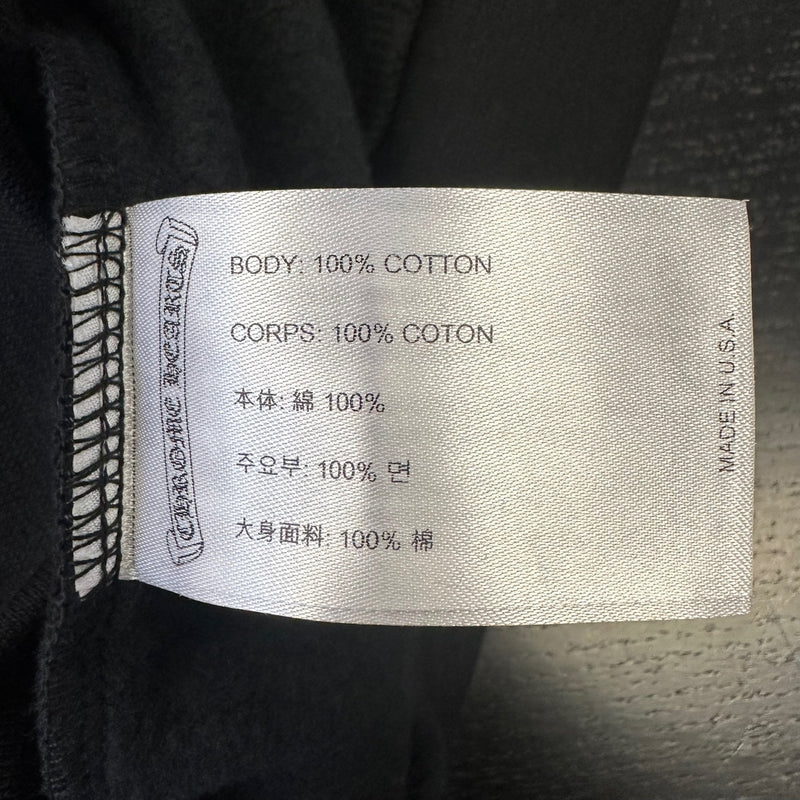 CHROME HEARTS
BODY: 100% COTTON
CORPS: 100% COTON
本体: 綿 100%
주요부: 100% 면
大身面料: 100% 棉
MADE IN U.S.A.